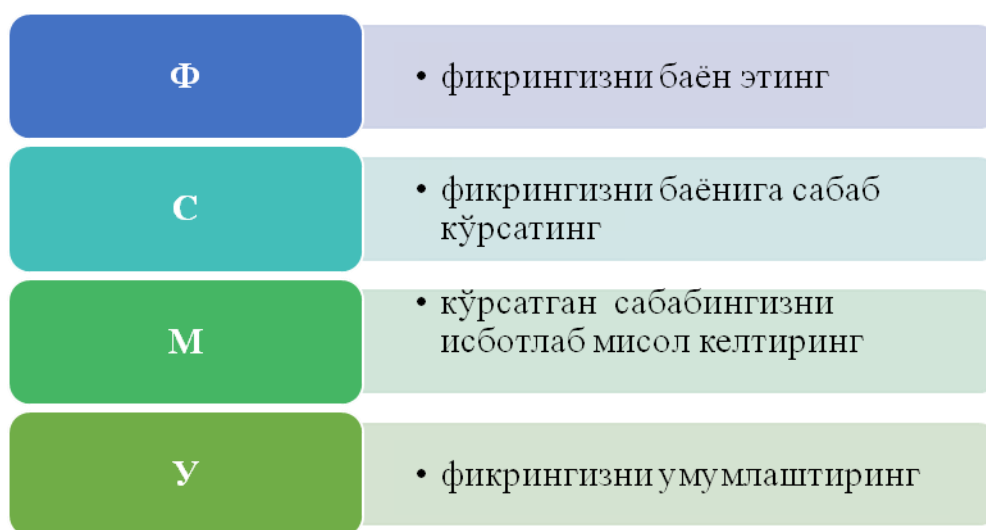 Ф
• фикрингизни баён этинг
С
• фикрингизни баёнига сабаб
кўрсатинг
М
• кўрсатган сабабингизни
исботлаб мисол келтиринг
У
• фикрингизни умумлаштиринг